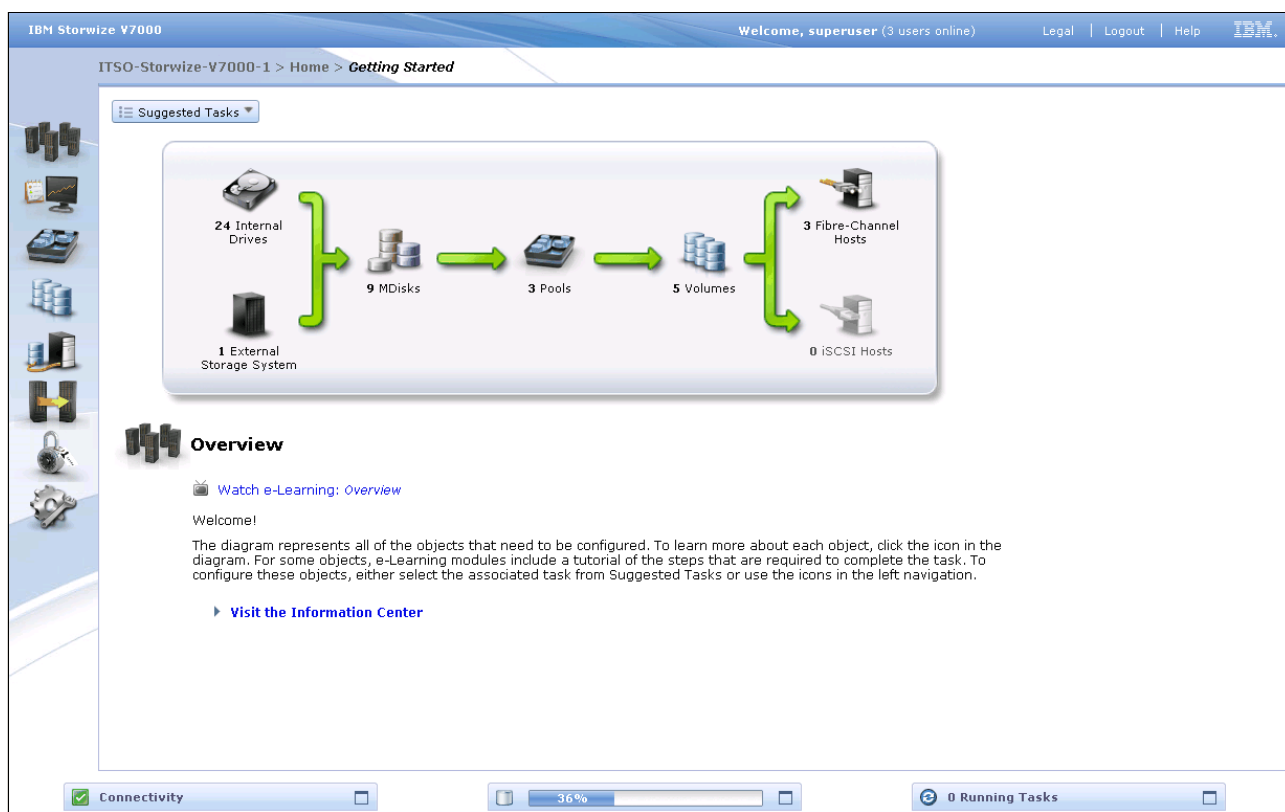 IBM Storwize V7000
Welcome, superuser (3 users online)
Legal | Logout | Help
IBM.
ITSO-Storwize-V7000-1 > Home > Getting Started
Suggested Tasks
24 Internal
Drives
3 Fibre-Channel
Hosts
9 MDisks
3 Pools
5 Volumes
1 External
Storage System
0 iSCSI Hosts
Overview
Watch e-Learning: Overview
Welcome!
The diagram represents all of the objects that need to be configured. To learn more about each object, click the icon in the
diagram. For some objects, e-Learning modules include a tutorial of the steps that are required to complete the task. To
configure these objects, either select the associated task from Suggested Tasks or use the icons in the left navigation.
Visit the Information Center
Connectivity
36%
0 Running Tasks